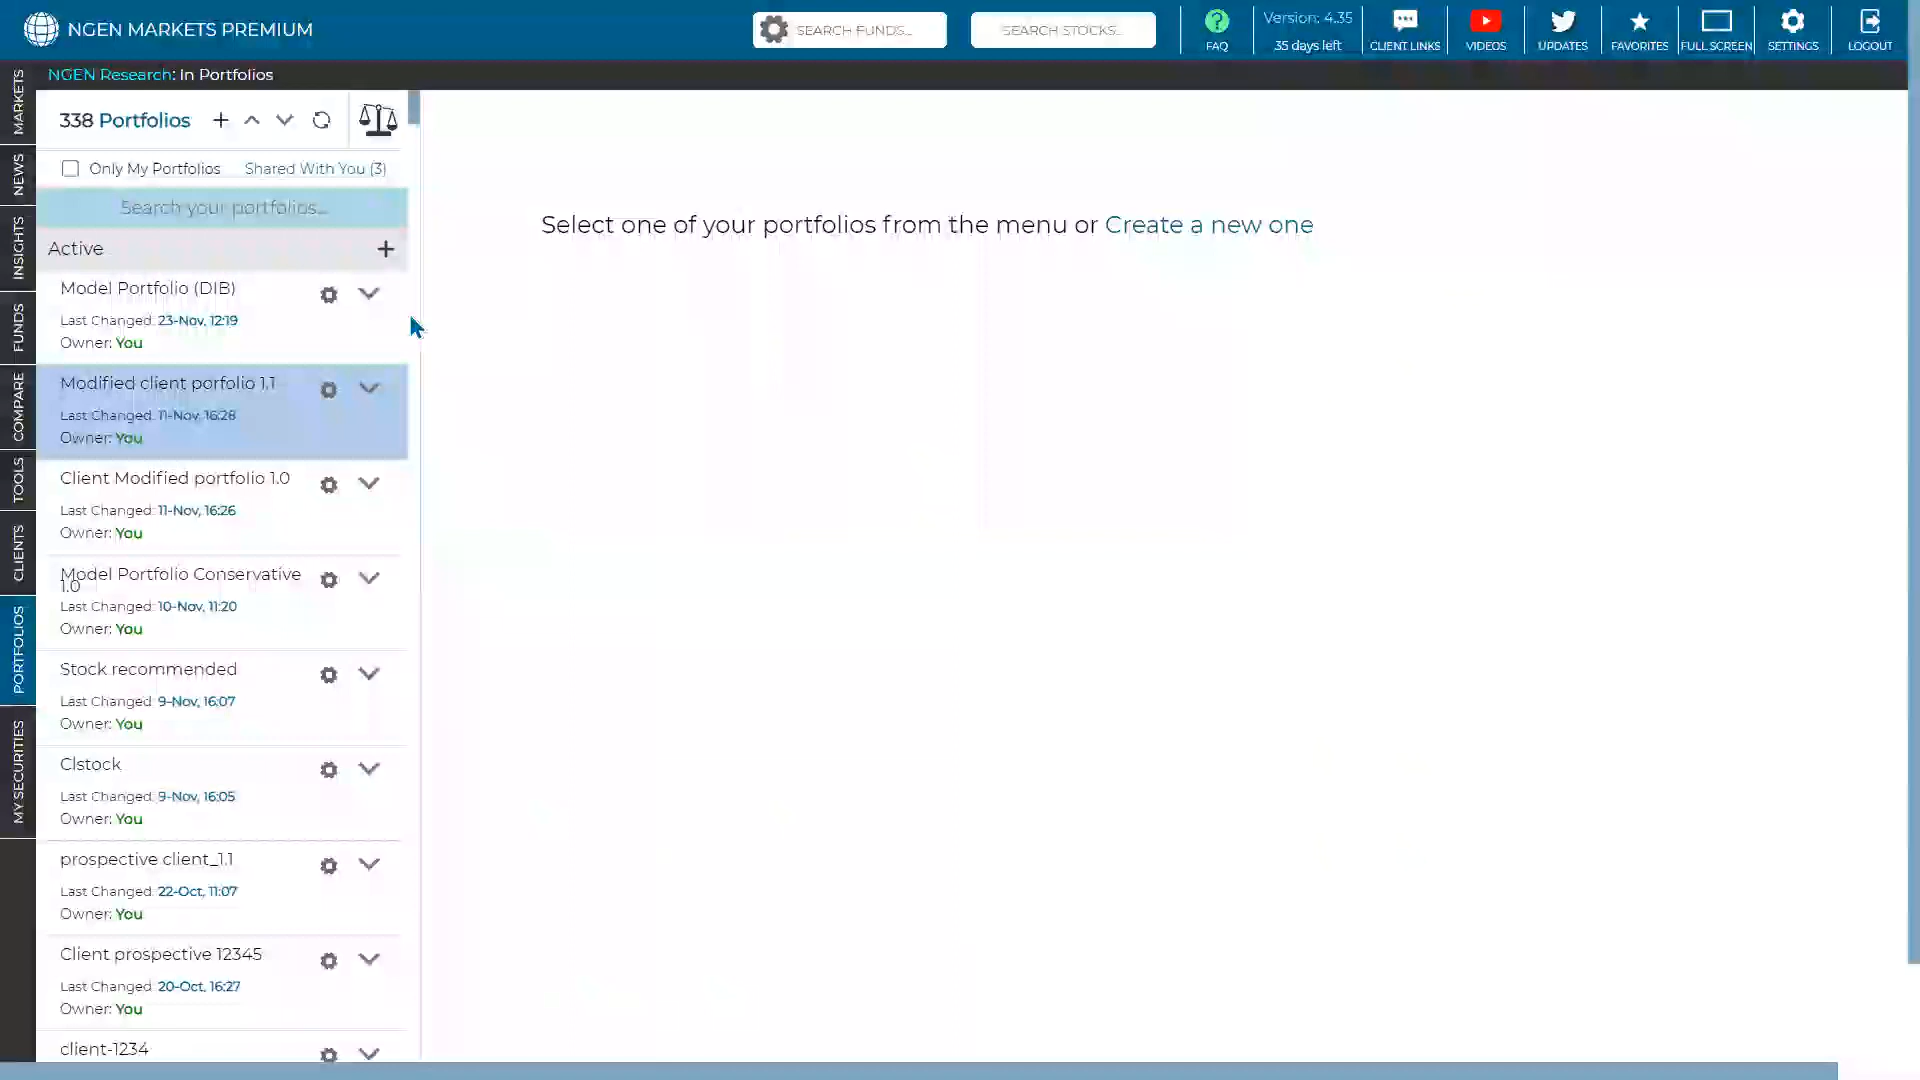 NGEN MARKETS PREMIUM
SEARCH FUNDS...
SEARCH STOCKS...
FAQ
Version: 4.35
35 days left
CLIENT LINKS
VIDEOS
UPDATES
FAVORITES
FULL SCREEN
SETTINGS
LOGOUT
NGEN Research: In Portfolios
MARKETS
NEWS
INSIGHTS
FUNDS
COMPARE
TOOLS
CLIENTS
PORTFOLIOS
MY SECURITIES
338 Portfolios
Only My Portfolios
Shared With You (3)
Search your portfolios...
Active
Model Portfolio (DIB)
Last Changed: 23-Nov, 12:19
Owner: You
Modified client porfolio 1.1
Last Changed: 11-Nov, 16:28
Owner: You
Client Modified portfolio 1.0
Last Changed: 11-Nov, 16:26
Owner: You
Model Portfolio Conservative
1.0
Last Changed: 10-Nov, 11:20
Owner: You
Stock recommended
Last Changed: 9-Nov, 16:07
Owner: You
Clstock
Last Changed: 9-Nov, 16:05
Owner: You
prospective client_1.1
Last Changed: 22-Oct, 11:07
Owner: You
Client prospective 12345
Last Changed: 20-Oct, 16:27
Owner: You
client-1234
Select one of your portfolios from the menu or Create a new one